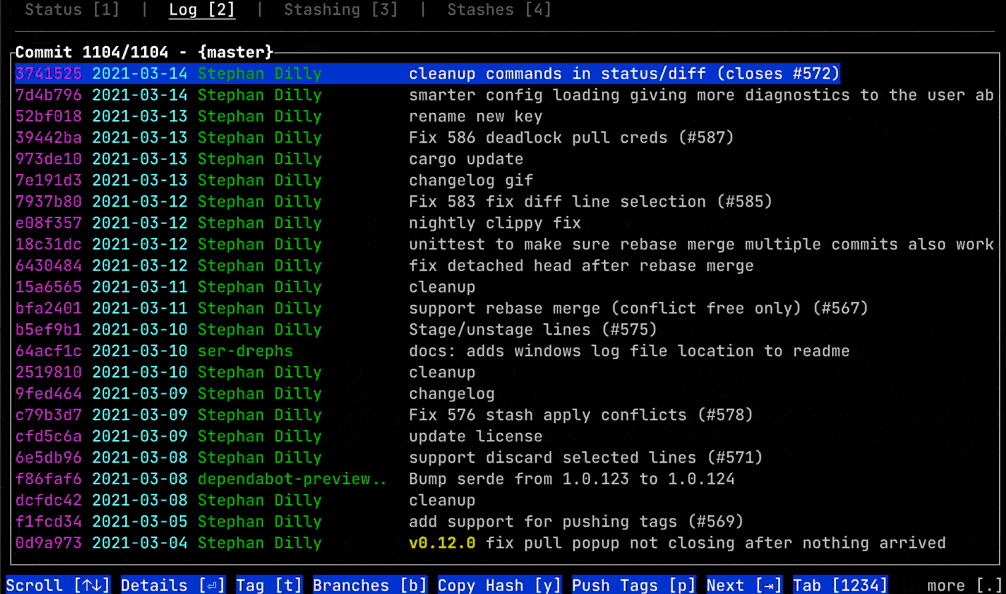 Status [1] | Log [2] | Stashing [3] | Stashes [4]
Commit 1104/1104 - {master}
3741525 2021-03-14 Stephan Dilly cleanup commands in status/diff (closes #572)
7d4b796 2021-03-14 Stephan Dilly smarter config loading giving more diagnostics to the user ab
52bf018 2021-03-13 Stephan Dilly rename new key
39442ba 2021-03-13 Stephan Dilly Fix 586 deadlock pull creds (#587)
973de10 2021-03-13 Stephan Dilly cargo update
7e191d3 2021-03-13 Stephan Dilly changelog gif
7937b80 2021-03-12 Stephan Dilly Fix 583 fix diff line selection (#585)
e08f357 2021-03-12 Stephan Dilly nightly clippy fix
18c31dc 2021-03-12 Stephan Dilly unittest to make sure rebase merge multiple commits also work
6430484 2021-03-12 Stephan Dilly fix detached head after rebase merge
15a6565 2021-03-11 Stephan Dilly cleanup
bfa2401 2021-03-11 Stephan Dilly support rebase merge (conflict free only) (#567)
b5ef9b1 2021-03-10 Stephan Dilly Stage/unstage lines (#575)
64acf1c 2021-03-10 ser-drephs docs: adds windows log file location to readme
2519810 2021-03-10 Stephan Dilly cleanup
9fed464 2021-03-09 Stephan Dilly changelog
c79b3d7 2021-03-09 Stephan Dilly Fix 576 stash apply conflicts (#578)
cfd5c6a 2021-03-09 Stephan Dilly update license
6e5db96 2021-03-08 Stephan Dilly support discard selected lines (#571)
f86faf6 2021-03-08 dependabot-preview.. Bump serde from 1.0.123 to 1.0.124
dcfdc42 2021-03-08 Stephan Dilly cleanup
f1fcd34 2021-03-05 Stephan Dilly add support for pushing tags (#569)
0d9a973 2021-03-04 Stephan Dilly v0.12.0 fix pull popup not closing after nothing arrived
Scroll [↑↓] Details [⏎] Tag [t] Branches [b] Copy Hash [y] Push Tags [p] Next [⇥] Tab [1234] more [.]